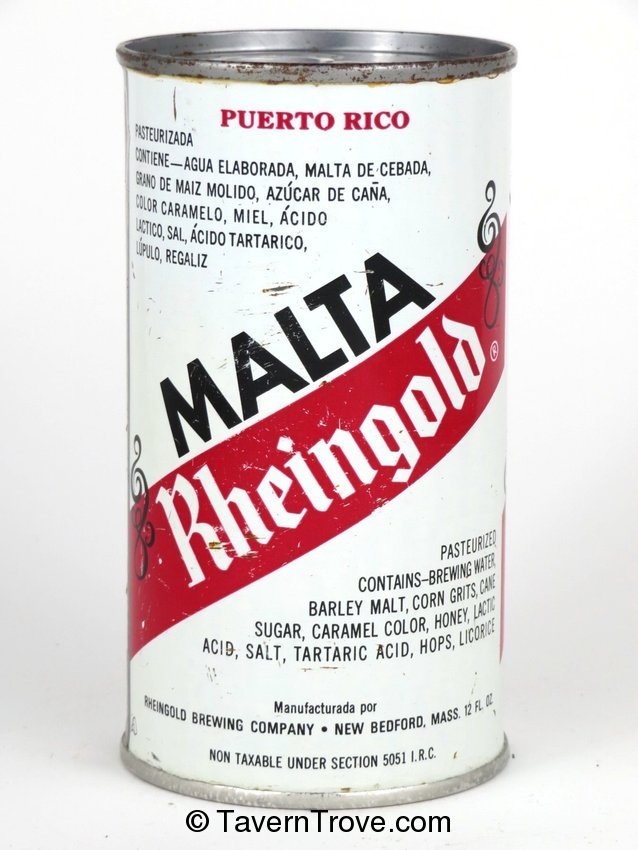 PUERTO RICO
PASTEURIZADA
CONTIENE—AGUA ELABORADA, MALTA DE CEBADA,
GRANO DE MAIZ MOLIDO, AZÚCAR DE CAÑA,
COLOR CARAMELO, MIEL, ÁCIDO
LACTICO, SAL, ÁCIDO TARTARICO,
LÚPULO, REGALIZ
MALTA
Rheingold ®
PASTEURIZED
CONTAINS—BREWING WATER,
BARLEY MALT, CORN GRITS, CANE
SUGAR, CARAMEL COLOR, HONEY, LACTIC
ACID, SALT, TARTARIC ACID, HOPS, LICORICE
Manufacturada por
RHEINGOLD BREWING COMPANY • NEW BEDFORD, MASS. 12 FL. OZ.
NON TAXABLE UNDER SECTION 5051 I.R.C.
© TavernTrove.com